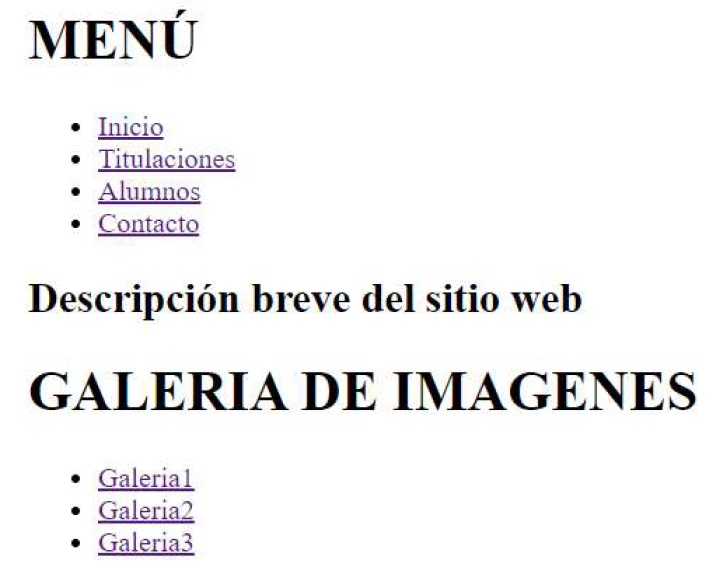 MENÚ
Inicio
Titulaciones
Alumnos
Contacto
Descripción breve del sitio web
GALERIA DE IMAGENES
Galeria1
Galeria2
Galeria3